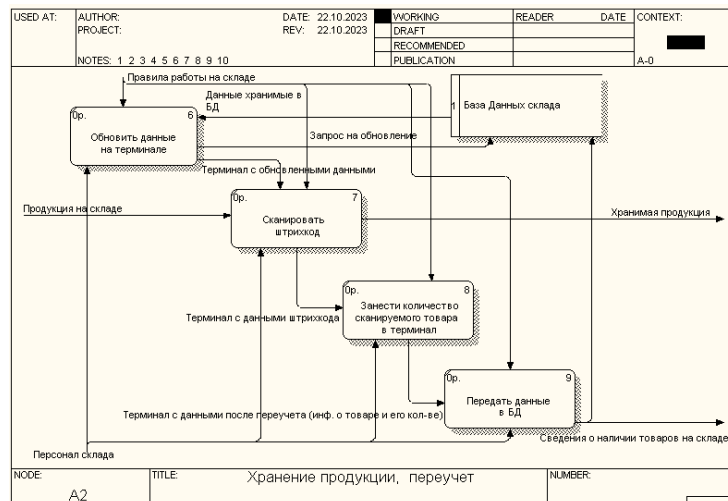 USED AT:
AUTHOR:
DATE: 22.10.2023
WORKING
READER
DATE
CONTEXT:
PROJECT:
REV: 22.10.2023
DRAFT
RECOMMENDED
NOTES: 1 2 3 4 5 6 7 8 9 10
PUBLICATION
A-0
Правила работы на складе
Данные хранимые в
БД
1
База Данных склада
0р.
6
Обновить данные
на терминале
Запрос на обновление
Терминал с обновленными данными
0р.
7
Сканировать
штрихкод
Продукция на складе
Хранимая продукция
0р.
8
Занести количество
сканируемого товара
в терминал
Терминал с данными штрихкода
0р.
9
Передать данные
в БД
Терминал с данными после переучета (инф. о товаре и его кол-ве)
Сведения о наличии товаров на складе
Персонал склада
NODE:
TITLE:
NUMBER:
Хранение продукции, переучет
A2